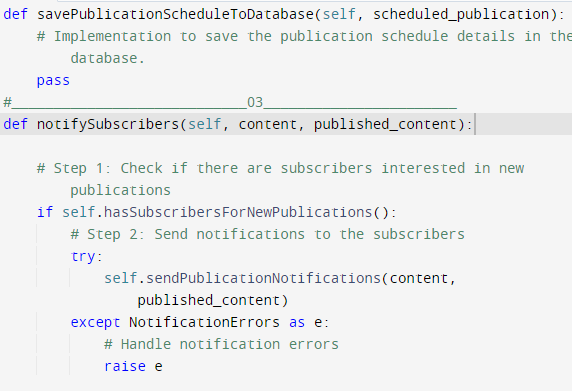 def savePublicationScheduleToDatabase(self, scheduled_publication):
# Implementation to save the publication schedule details in the
database.
pass
#____________________________03_______________________
def notifySubscribers(self, content, published_content):
# Step 1: Check if there are subscribers interested in new
publications
if self.hasSubscribersForNewPublications():
# Step 2: Send notifications to the subscribers
try:
self.sendPublicationNotifications(content,
published_content)
except NotificationErrors as e:
# Handle notification errors
raise e